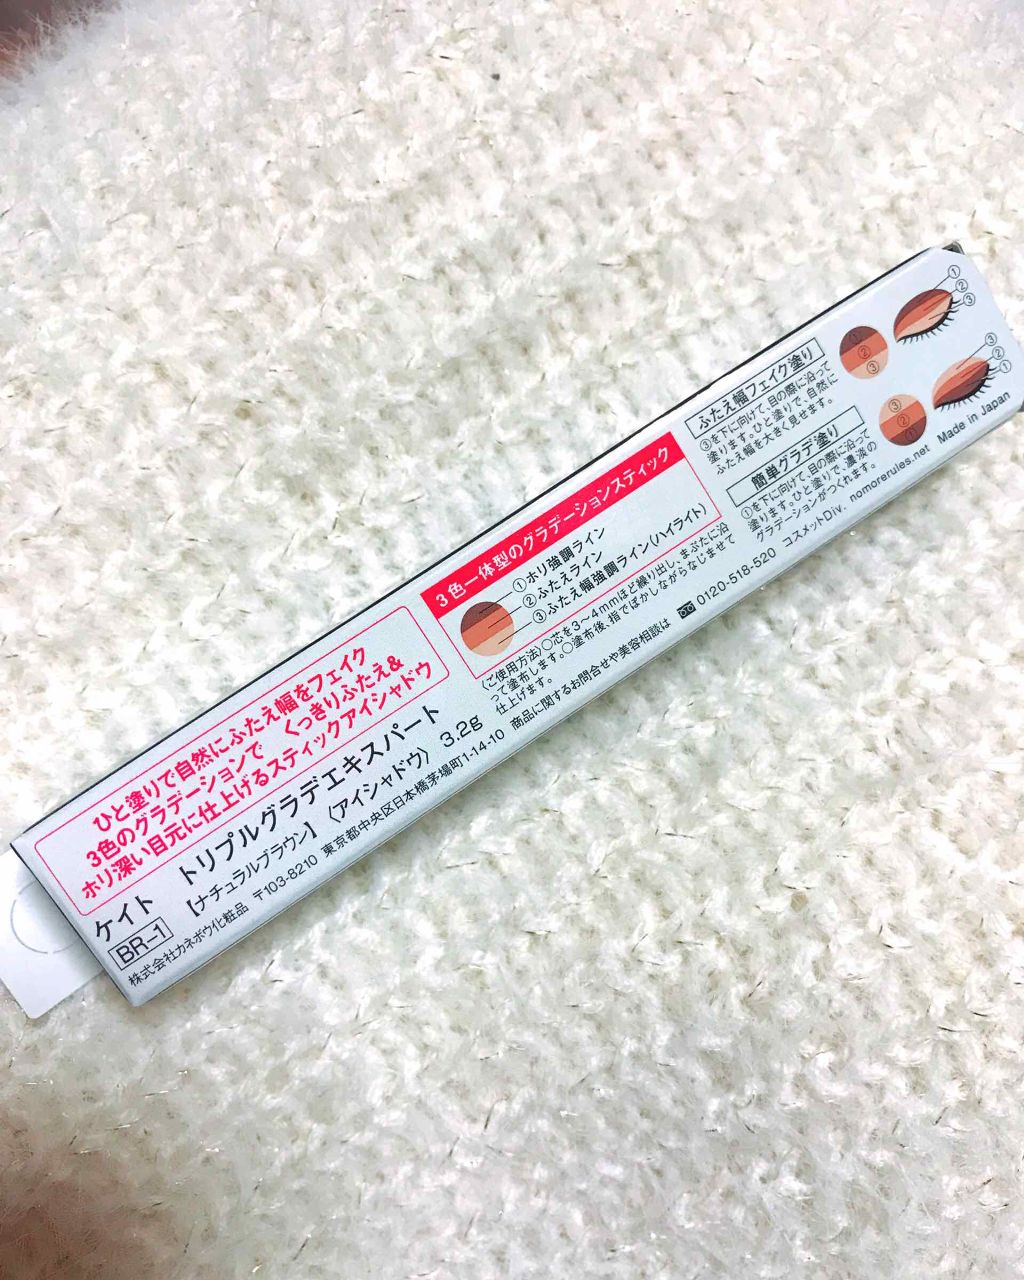 ひと塗りで自然にふたえ幅をフェイク
3色のグラデーションで くっきりふたえ&
ホリ深い目元に仕上げるスティックアイシャドウ
ケイト トリプルグラデエキスパート
BR-1 【ナチュラルブラウン】〈アイシャドウ〉 3.2g
株式会社カネボウ化粧品 〒103-8210 東京都中央区日本橋茅場町1-14-10 商品に関するお問合せや美容相談は 0120-518-520 コスメットDiv. nomorerules.net Made in Japan
3色一体型のグラデーションスティック
①ホリ強調ライン
②ふたえライン
③ふたえ幅強調ライン(ハイライト)
〈ご使用方法〉○芯を3〜4mmほど繰り出し、まぶたに沿
って塗布します。○塗布後、指でぼかしながらなじませて
仕上げます。
ふたえ幅フェイク塗り
③を下に向けて、目の際に沿って
塗ります。ひと塗りで、自然に
ふたえ幅を大きく見せます。
① ② ③
① ② ③
簡単グラデ塗り
①を下に向けて、目の際に沿って
塗ります。ひと塗りで、濃淡の
グラデーションがつくれます。
③ ② ①
③ ② ①